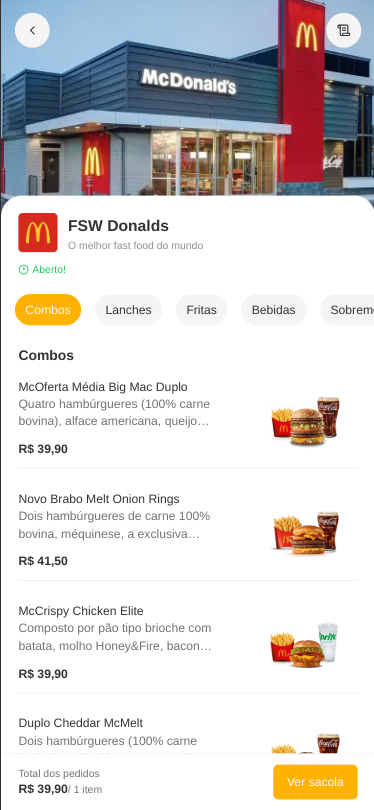 McDonald's
McCafé
FSW Donalds
O melhor fast food do mundo
Aberto!
Combos
Lanches
Fritas
Bebidas
Sobrem
Combos
McOferta Média Big Mac Duplo
Quatro hambúrgueres (100% carne
bovina), alface americana, queijo…
R$ 39,90
Novo Brabo Melt Onion Rings
Dois hambúrgueres de carne 100%
bovina, méquinese, a exclusiva…
R$ 41,50
McCrispy Chicken Elite
Composto por pão tipo brioche com
batata, molho Honey&Fire, bacon…
Sprite
R$ 39,90
Duplo Cheddar McMelt
Dois hambúrgueres (100% carne
Total dos pedidos
R$ 39,90/ 1 item
Ver sacola